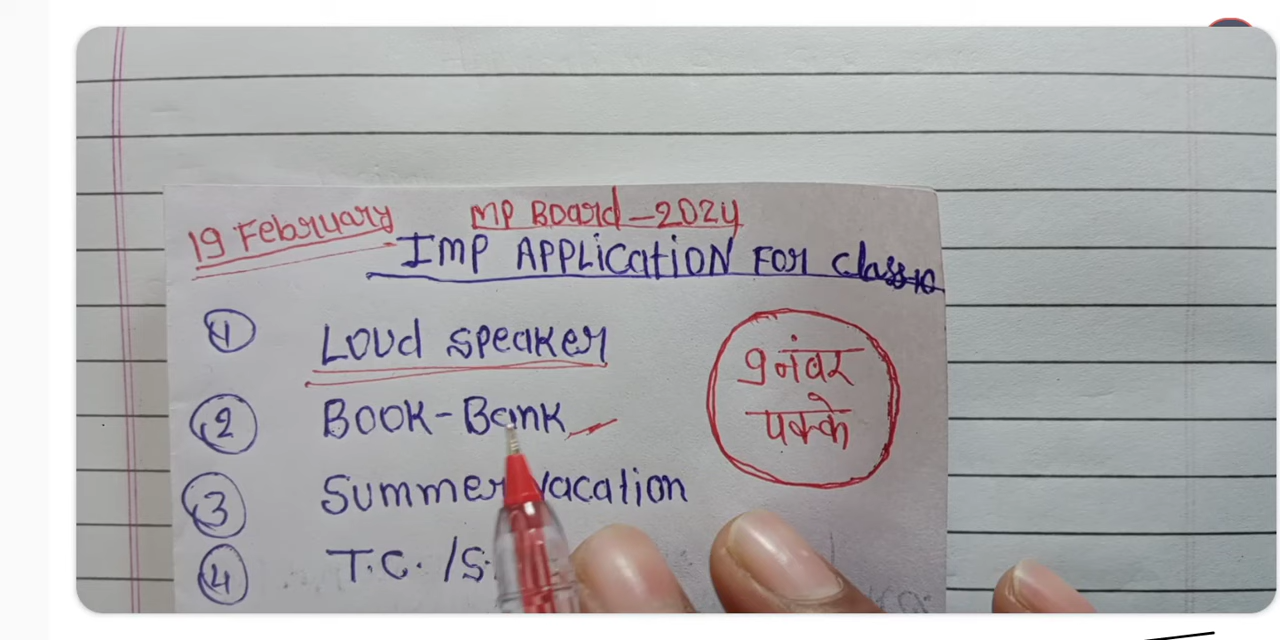 19 February MP Board-2024
IMP APPLication FOR Class 10
1 Loud speaker
2 Book-Bank
3 Summer Vacation
4 T.C. /S.
9 नंबर
पक्के